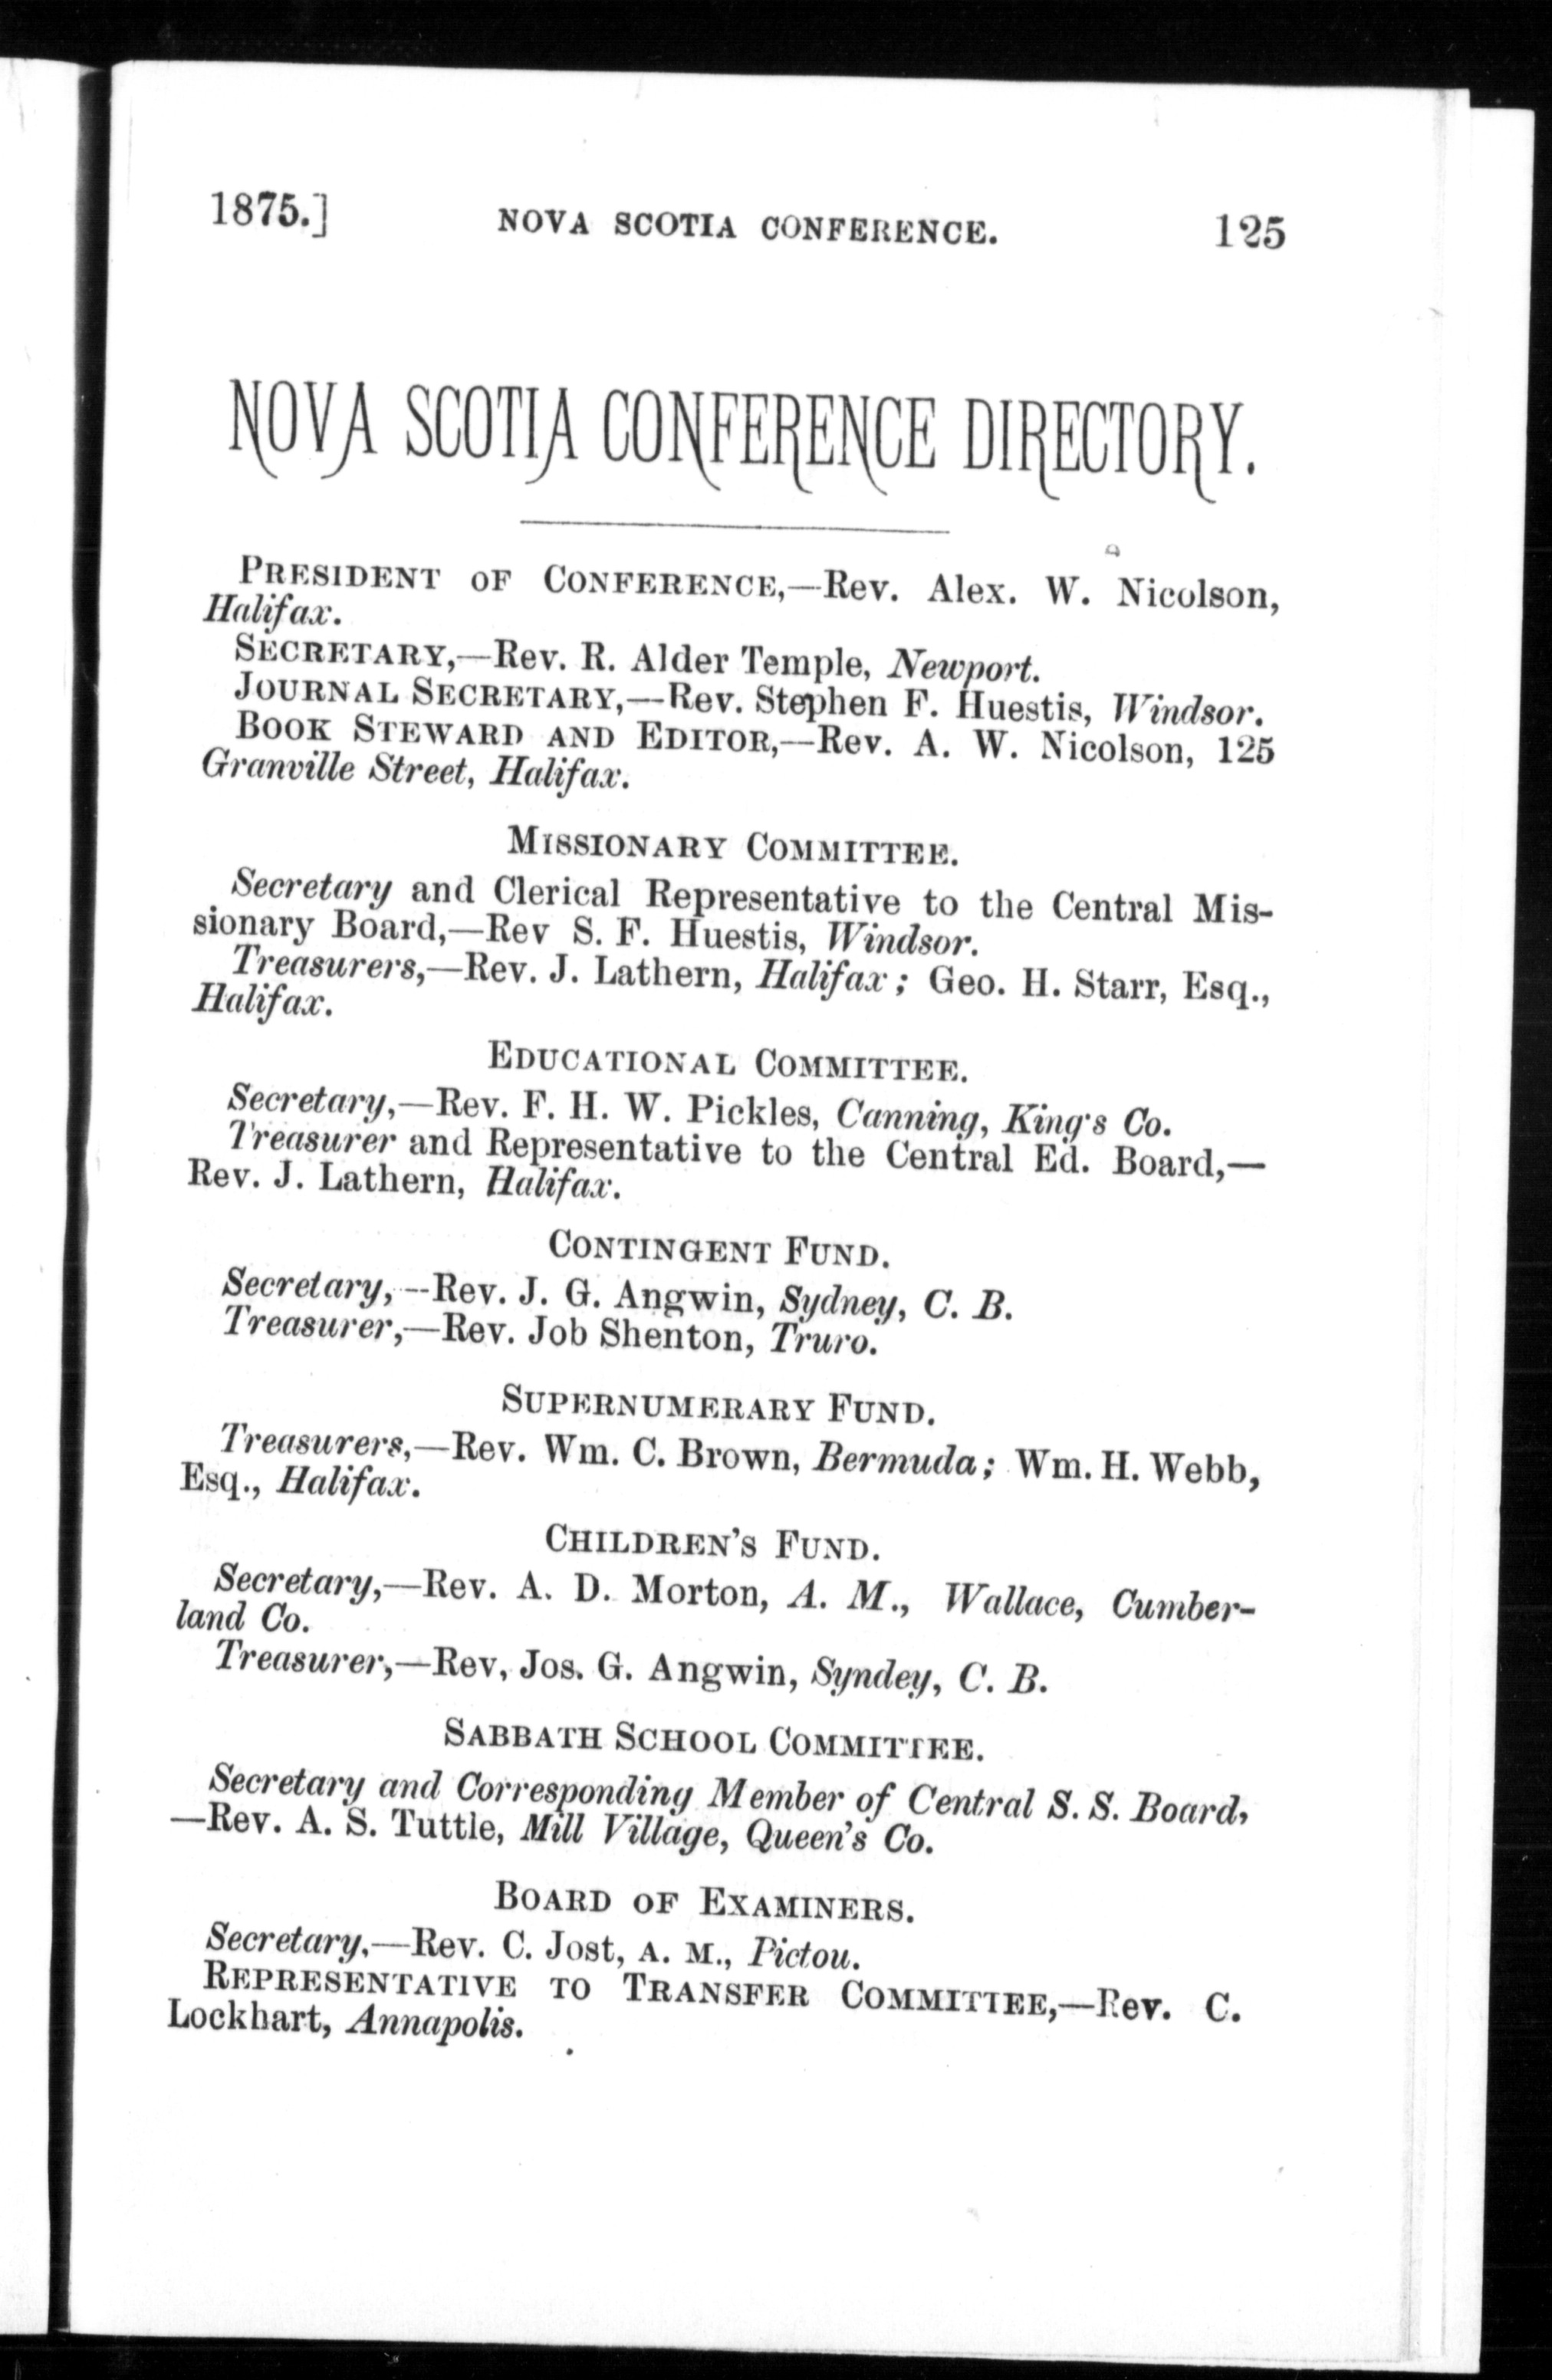 1875.] NOVA SCOTIA CONFERENCE. 125
NOVA SCOTIA CONFERENCE DIRECTORY.
PRESIDENT OF CONFERENCE,—Rev. Alex. W. Nicolson,
Halifax.
SECRETARY,—Rev. R. Alder Temple, Newport.
JOURNAL SECRETARY,—Rev. Stephen F. Huestis, Windsor.
BOOK STEWARD AND EDITOR,—Rev. A. W. Nicolson, 125
Granville Street, Halifax.
MISSIONARY COMMITTEE.
Secretary and Clerical Representative to the Central Mis-
sionary Board,—Rev S. F. Huestis, Windsor.
Treasurers,—Rev. J. Lathern, Halifax; Geo. H. Starr, Esq.,
Halifax.
EDUCATIONAL COMMITTEE.
Secretary,—Rev. F. H. W. Pickles, Canning, King's Co.
Treasurer and Representative to the Central Ed. Board,—
Rev. J. Lathern, Halifax.
CONTINGENT FUND.
Secretary,—Rev. J. G. Angwin, Sydney, C. B.
Treasurer,—Rev. Job Shenton, Truro.
SUPERNUMERARY FUND.
Treasurers,—Rev. Wm. C. Brown, Bermuda; Wm. H. Webb,
Esq., Halifax.
CHILDREN'S FUND.
Secretary,—Rev. A. D. Morton, A. M., Wallace, Cumber-
land Co.
Treasurer,—Rev, Jos. G. Angwin, Syndey, C. B.
SABBATH SCHOOL COMMITTEE.
Secretary and Corresponding Member of Central S. S. Board,
—Rev. A. S. Tuttle, Mill Village, Queen's Co.
BOARD OF EXAMINERS.
Secretary,—Rev. C. Jost, A. M., Pictou.
REPRESENTATIVE TO TRANSFER COMMITTEE,—Rev. C.
Lockhart, Annapolis.